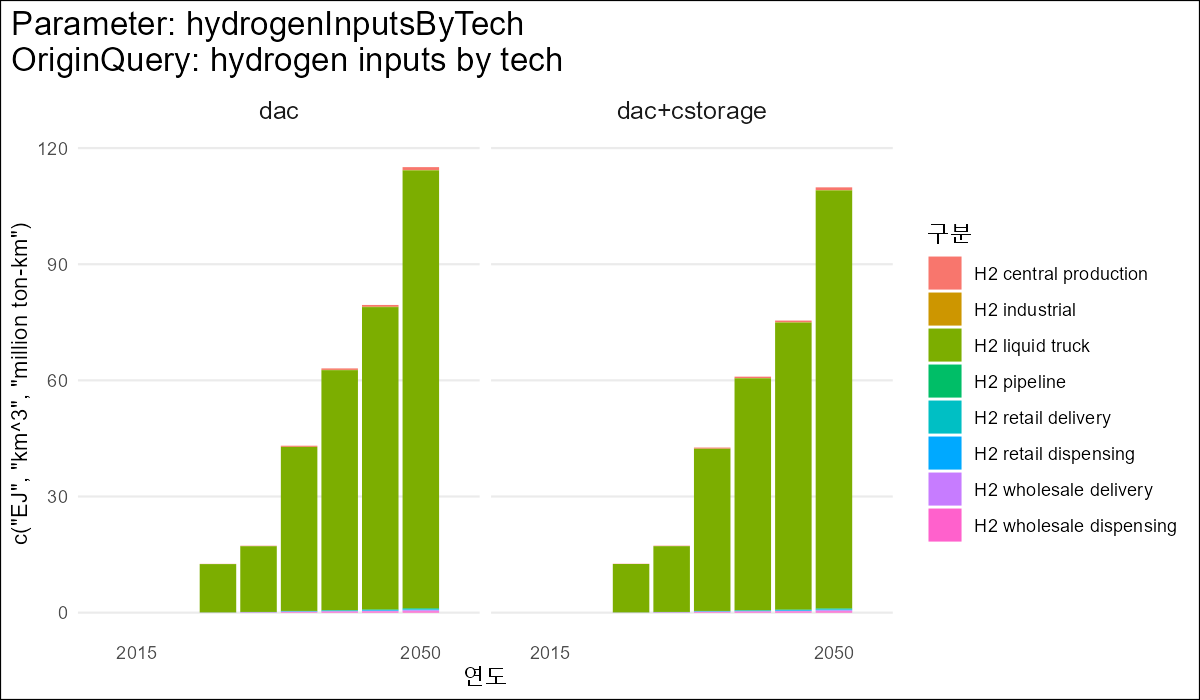 Parameter: hydrogenInputsByTech
OriginQuery: hydrogen inputs by tech
dac
dac+cstorage
c("EJ", "km^3", "million ton-km")
120
90
60
30
0
2015
2050
2015
2050
연도
구분
H2 central production
H2 industrial
H2 liquid truck
H2 pipeline
H2 retail delivery
H2 retail dispensing
H2 wholesale delivery
H2 wholesale dispensing